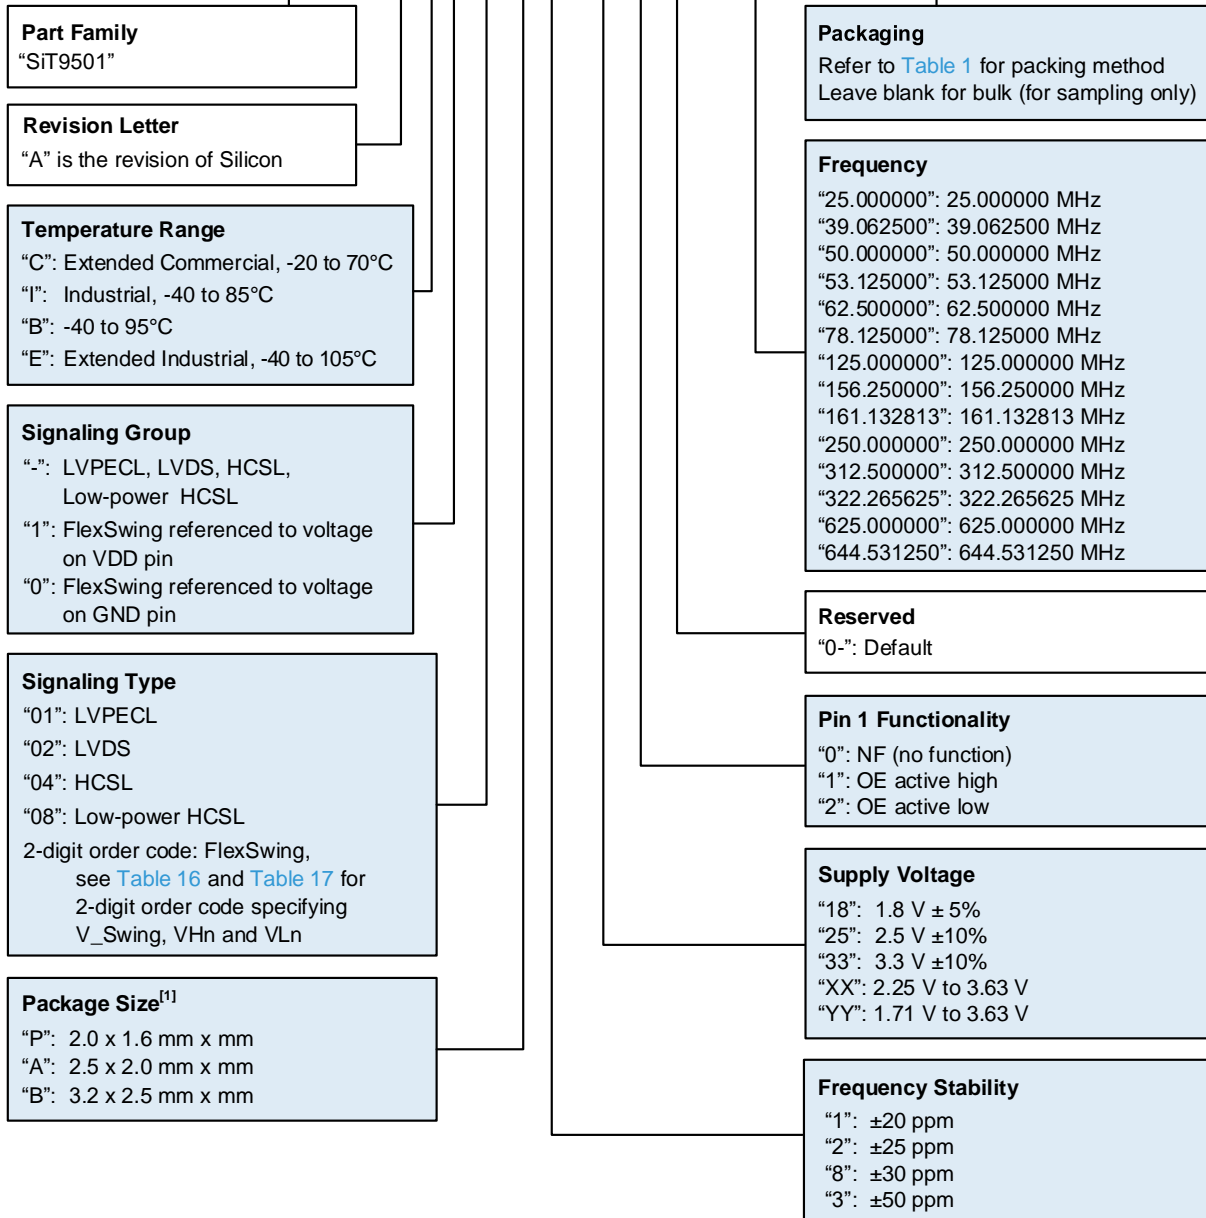 Part Family
“SiT9501”
Revision Letter
“A” is the revision of Silicon
Temperature Range
“C”: Extended Commercial, -20 to 70°C
“I”: Industrial, -40 to 85°C
“B”: -40 to 95°C
“E”: Extended Industrial, -40 to 105°C
Signaling Group
“-”: LVPECL, LVDS, HCSL,
Low-power HCSL
“1”: FlexSwing referenced to voltage
on VDD pin
“0”: FlexSwing referenced to voltage
on GND pin
Signaling Type
“01”: LVPECL
“02”: LVDS
“04”: HCSL
“08”: Low-power HCSL
2-digit order code: FlexSwing,
see Table 16 and Table 17 for
2-digit order code specifying
V_Swing, VHn and VLn
Package Size[1]
“P”: 2.0 x 1.6 mm x mm
“A”: 2.5 x 2.0 mm x mm
“B”: 3.2 x 2.5 mm x mm
Packaging
Refer to Table 1 for packing method
Leave blank for bulk (for sampling only)
Frequency
“25.000000”: 25.000000 MHz
“39.062500”: 39.062500 MHz
“50.000000”: 50.000000 MHz
“53.125000”: 53.125000 MHz
“62.500000”: 62.500000 MHz
“78.125000”: 78.125000 MHz
“125.000000”: 125.000000 MHz
“156.250000”: 156.250000 MHz
“161.132813”: 161.132813 MHz
“250.000000”: 250.000000 MHz
“312.500000”: 312.500000 MHz
“322.265625”: 322.265625 MHz
“625.000000”: 625.000000 MHz
“644.531250”: 644.531250 MHz
Reserved
“0-”: Default
Pin 1 Functionality
“0”: NF (no function)
“1”: OE active high
“2”: OE active low
Supply Voltage
“18”: 1.8 V ± 5%
“25”: 2.5 V ±10%
“33”: 3.3 V ±10%
“XX”: 2.25 V to 3.63 V
“YY”: 1.71 V to 3.63 V
Frequency Stability
“1”: ±20 ppm
“2”: ±25 ppm
“8”: ±30 ppm
“3”: ±50 ppm